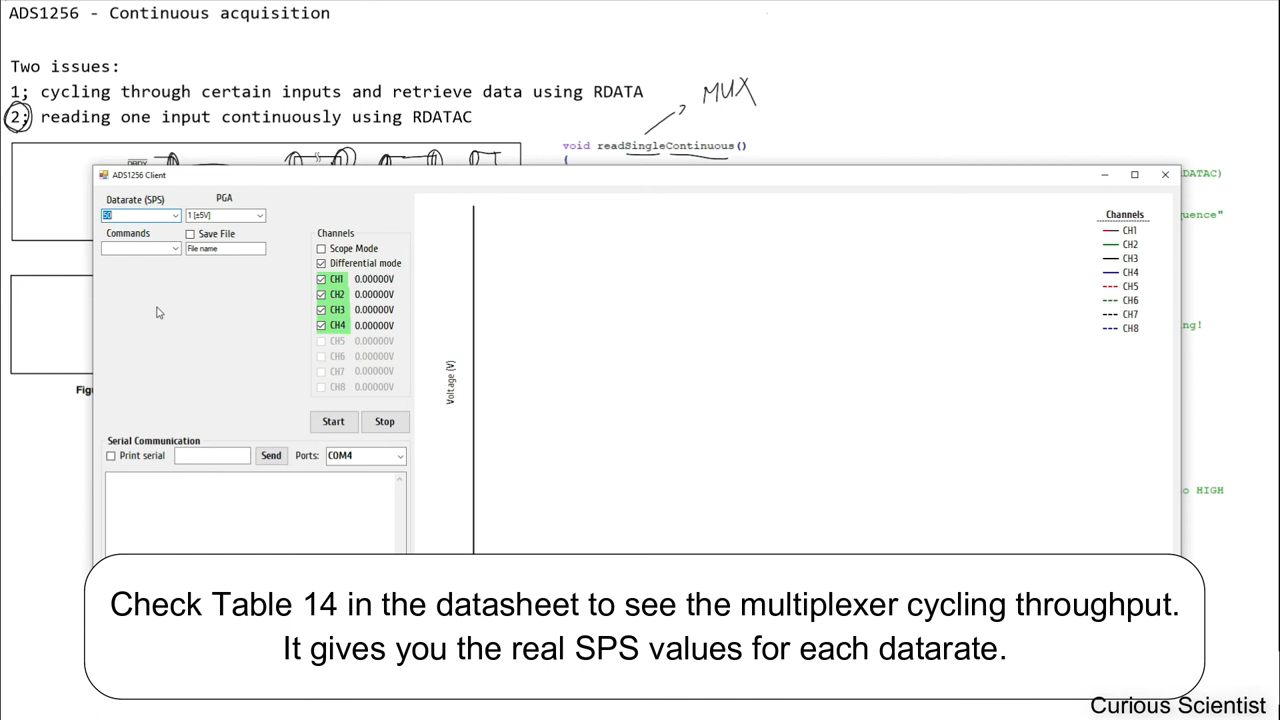 ADS1256 - Continuous acquisition
Two issues:
1; cycling through certain inputs and retrieve data using RDATA
2; reading one input continuously using RDATAC
MUX
void readSingleContinuous()
{
DATAC)
uence"
ng!
o HIGH
Figu
ADS1256 Client
Datarate (SPS)
PGA
50
1 [±5V]
Commands
Save File
File name
Channels
Scope Mode
Differential mode
CH1 0.00000V
CH2 0.00000V
CH3 0.00000V
CH4 0.00000V
CH5 0.00000V
CH6 0.00000V
CH7 0.00000V
CH8 0.00000V
Start
Stop
Serial Communication
Print serial
Send
Ports:
COM4
Voltage (V)
Channels
CH1
CH2
CH3
CH4
CH5
CH6
CH7
CH8
Check Table 14 in the datasheet to see the multiplexer cycling throughput.
It gives you the real SPS values for each datarate.
Curious Scientist